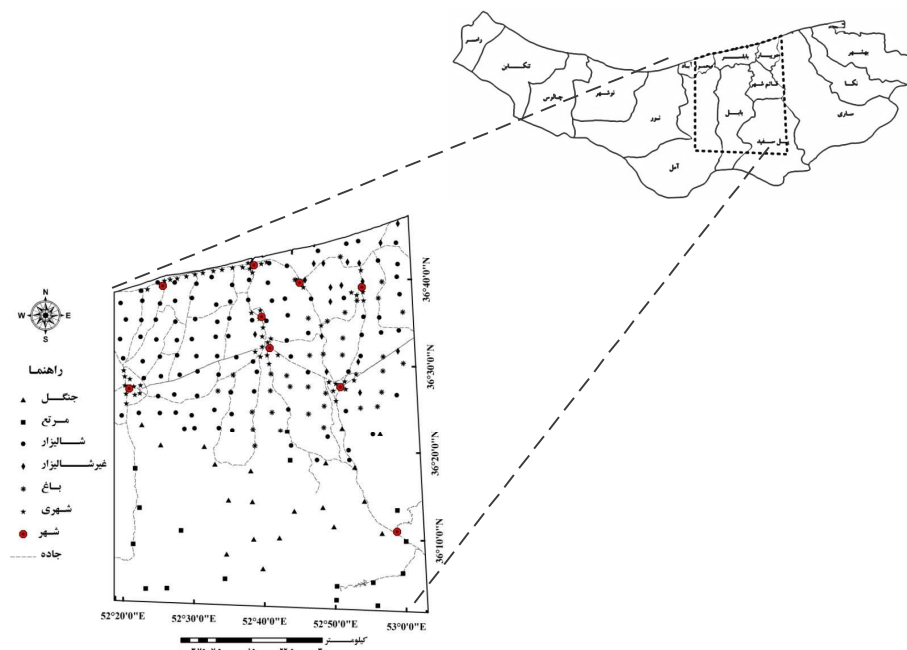 بهشهر
رامسر
تنکابن
چالوس
نوشهر
نور
آمل
بابل
قائم شهر
نکا
ساری
36°40'0"N
36°30'0"N
36°20'0"N
36°10'0"N
N
W
E
S
راهنما
جنگل
مرتع
شالیزار
غیرشالیزار
باغ
شهری
شهر
جاده
52°20'0"E
52°30'0"E
52°40'0"E
52°50'0"E
53°0'0"E
کیلومتر